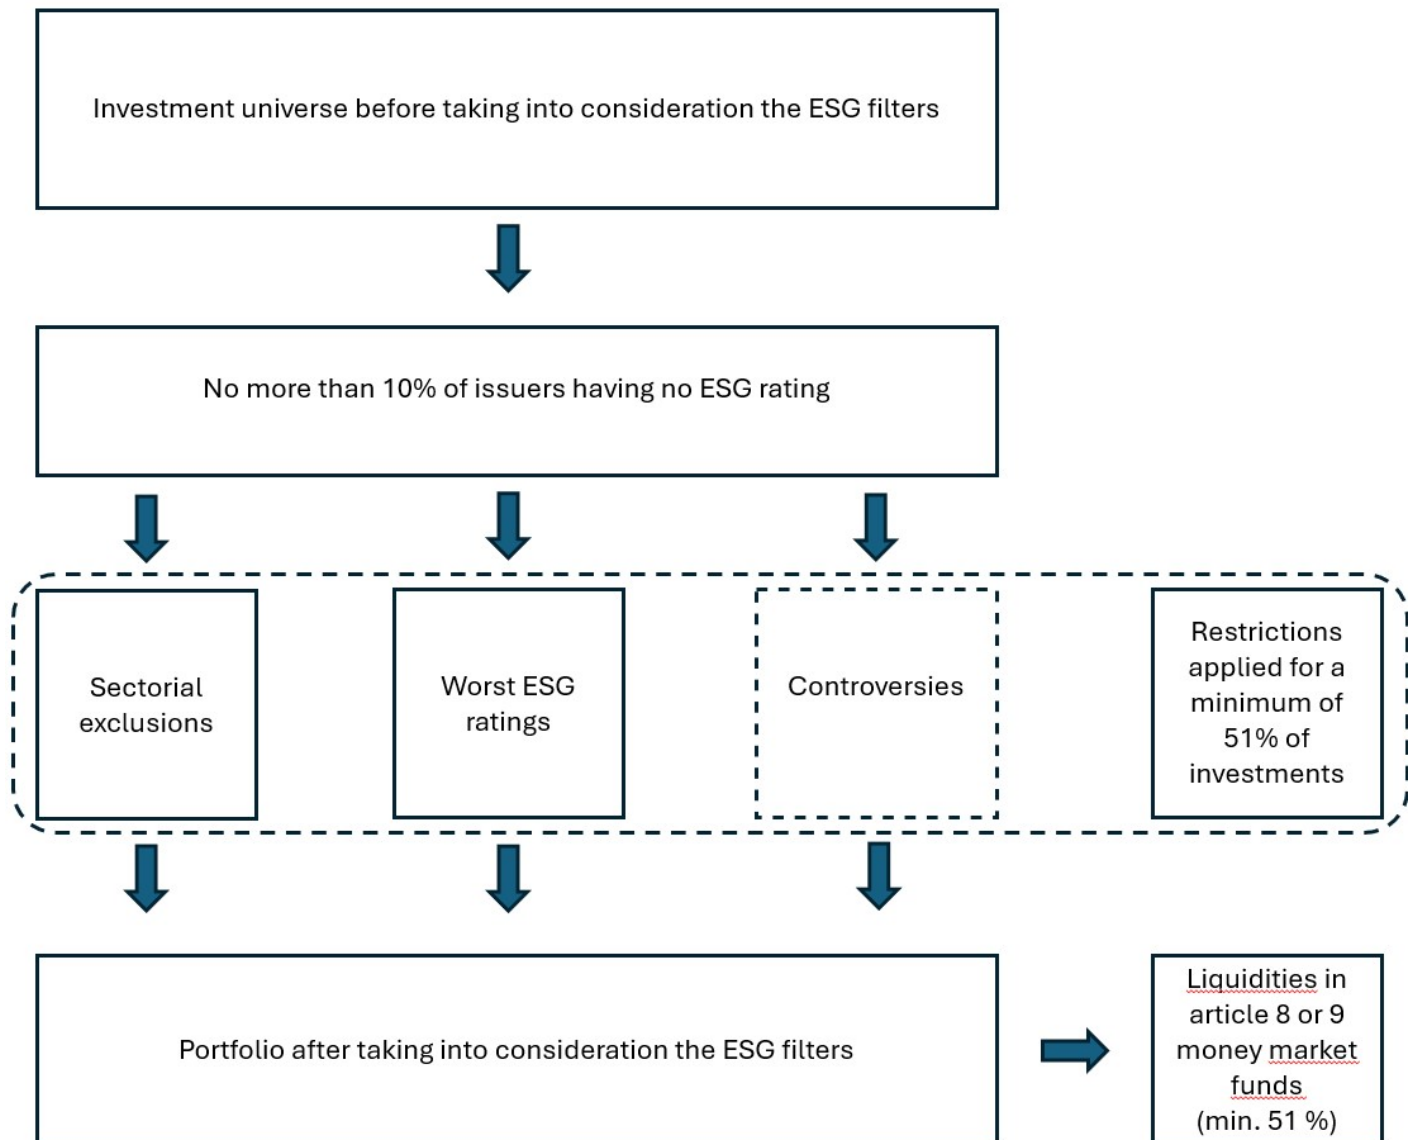 Investment universe before taking into consideration the ESG filters
No more than 10% of issuers having no ESG rating
Sectorial
exclusions
Worst ESG
ratings
Controversies
Restrictions
applied for a
minimum of
51% of
investments
Portfolio after taking into consideration the ESG filters
Liquidities in
article 8 or 9
money market
funds
(min. 51 %)